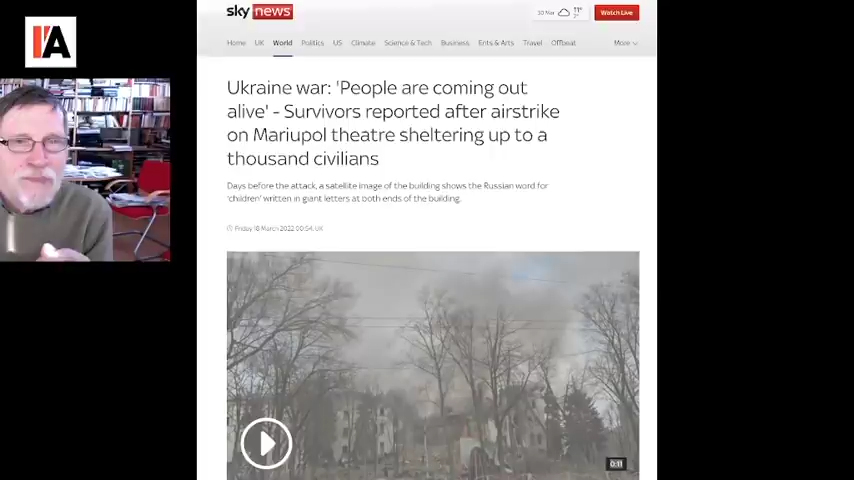 IA
sky news
Watch Live
Home UK World Politics US Climate Science & Tech Business Ents & Arts Travel Offbeat More
Ukraine war: 'People are coming out
alive' - Survivors reported after airstrike
on Mariupol theatre sheltering up to a
thousand civilians
Days before the attack, a satellite image of the building shows the Russian word for
'children' written in giant letters at both ends of the building.
Friday 18 March 2022 00:54, UK
0:11